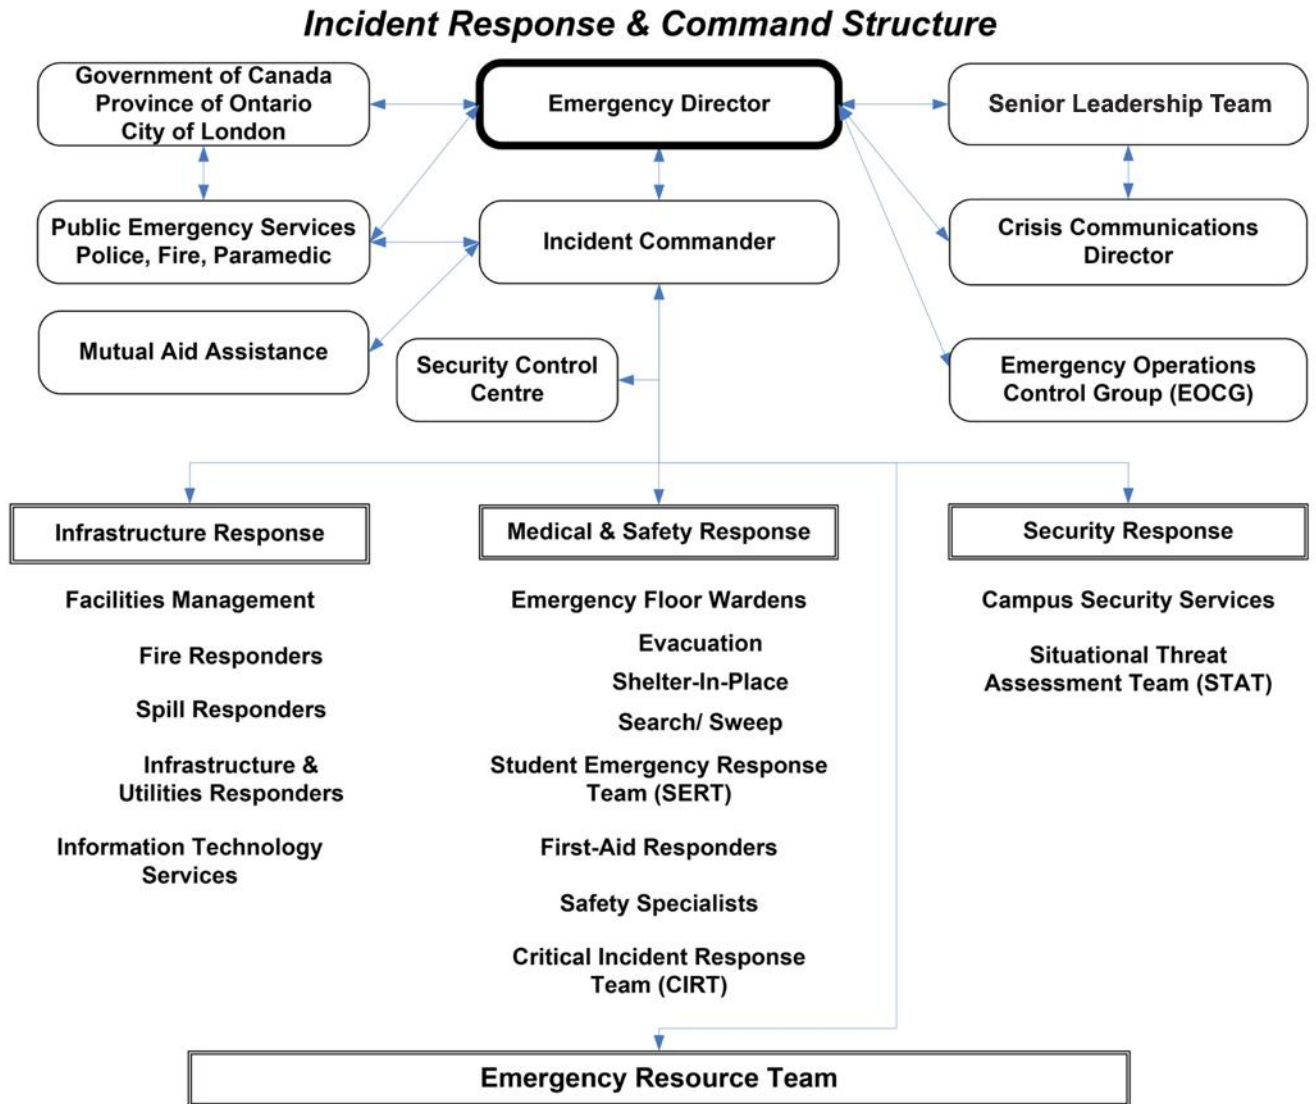 Incident Response & Command Structure
Government of Canada
Province of Ontario
City of London
Emergency Director
Senior Leadership Team
Public Emergency Services
Police, Fire, Paramedic
Incident Commander
Crisis Communications
Director
Mutual Aid Assistance
Security Control
Centre
Emergency Operations
Control Group (EOCG)
Infrastructure Response
Medical & Safety Response
Security Response
Facilities Management
Fire Responders
Spill Responders
Infrastructure &
Utilities Responders
Information Technology
Services
Emergency Floor Wardens
Evacuation
Shelter-In-Place
Search/ Sweep
Student Emergency Response
Team (SERT)
First-Aid Responders
Safety Specialists
Critical Incident Response
Team (CIRT)
Campus Security Services
Situational Threat
Assessment Team (STAT)
Emergency Resource Team